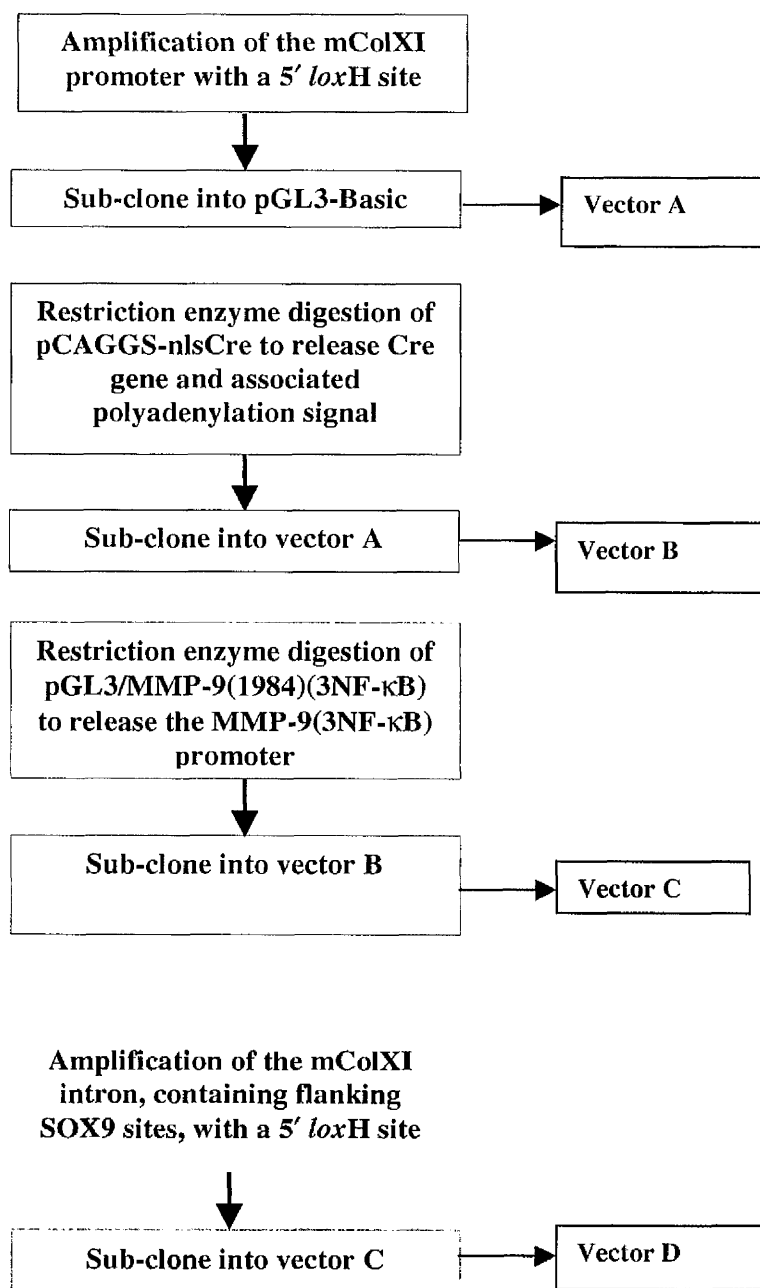 Amplification of the mColXI
promoter with a 5′ loxH site
Sub-clone into pGL3-Basic
Vector A
Restriction enzyme digestion of
pCAGGS-nlsCre to release Cre
gene and associated
polyadenylation signal
Sub-clone into vector A
Vector B
Restriction enzyme digestion of
pGL3/MMP-9(1984)(3NF-κB)
to release the MMP-9(3NF-κB)
promoter
Sub-clone into vector B
Vector C
Amplification of the mColXI
intron, containing flanking
SOX9 sites, with a 5′ loxH site
Sub-clone into vector C
Vector D